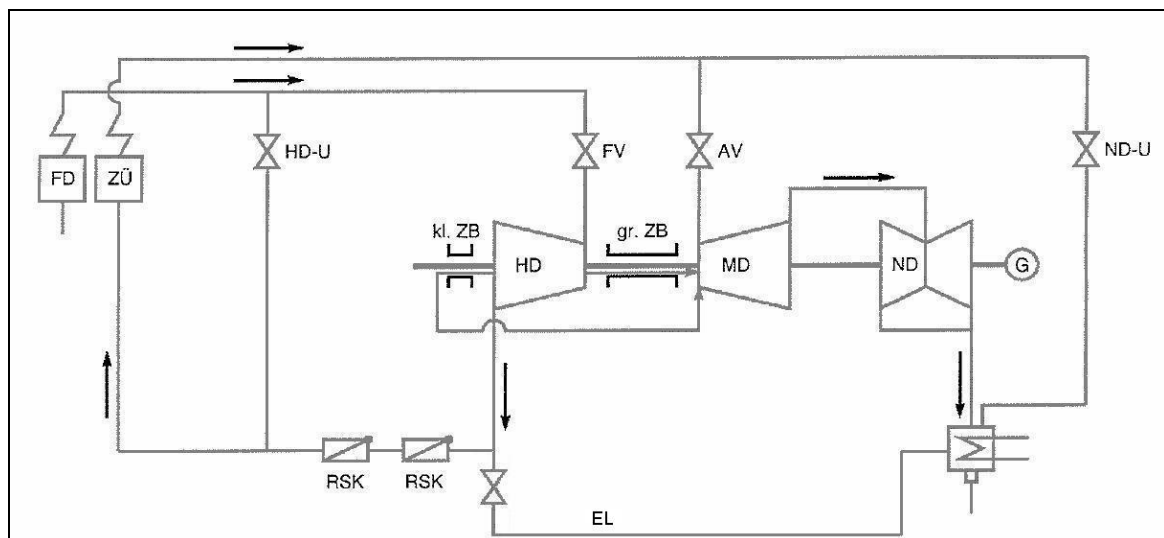 HD-U
FV
AV
ND-U
FD
ZÜ
kl. ZB
gr. ZB
HD
MD
ND
G
RSK
RSK
EL